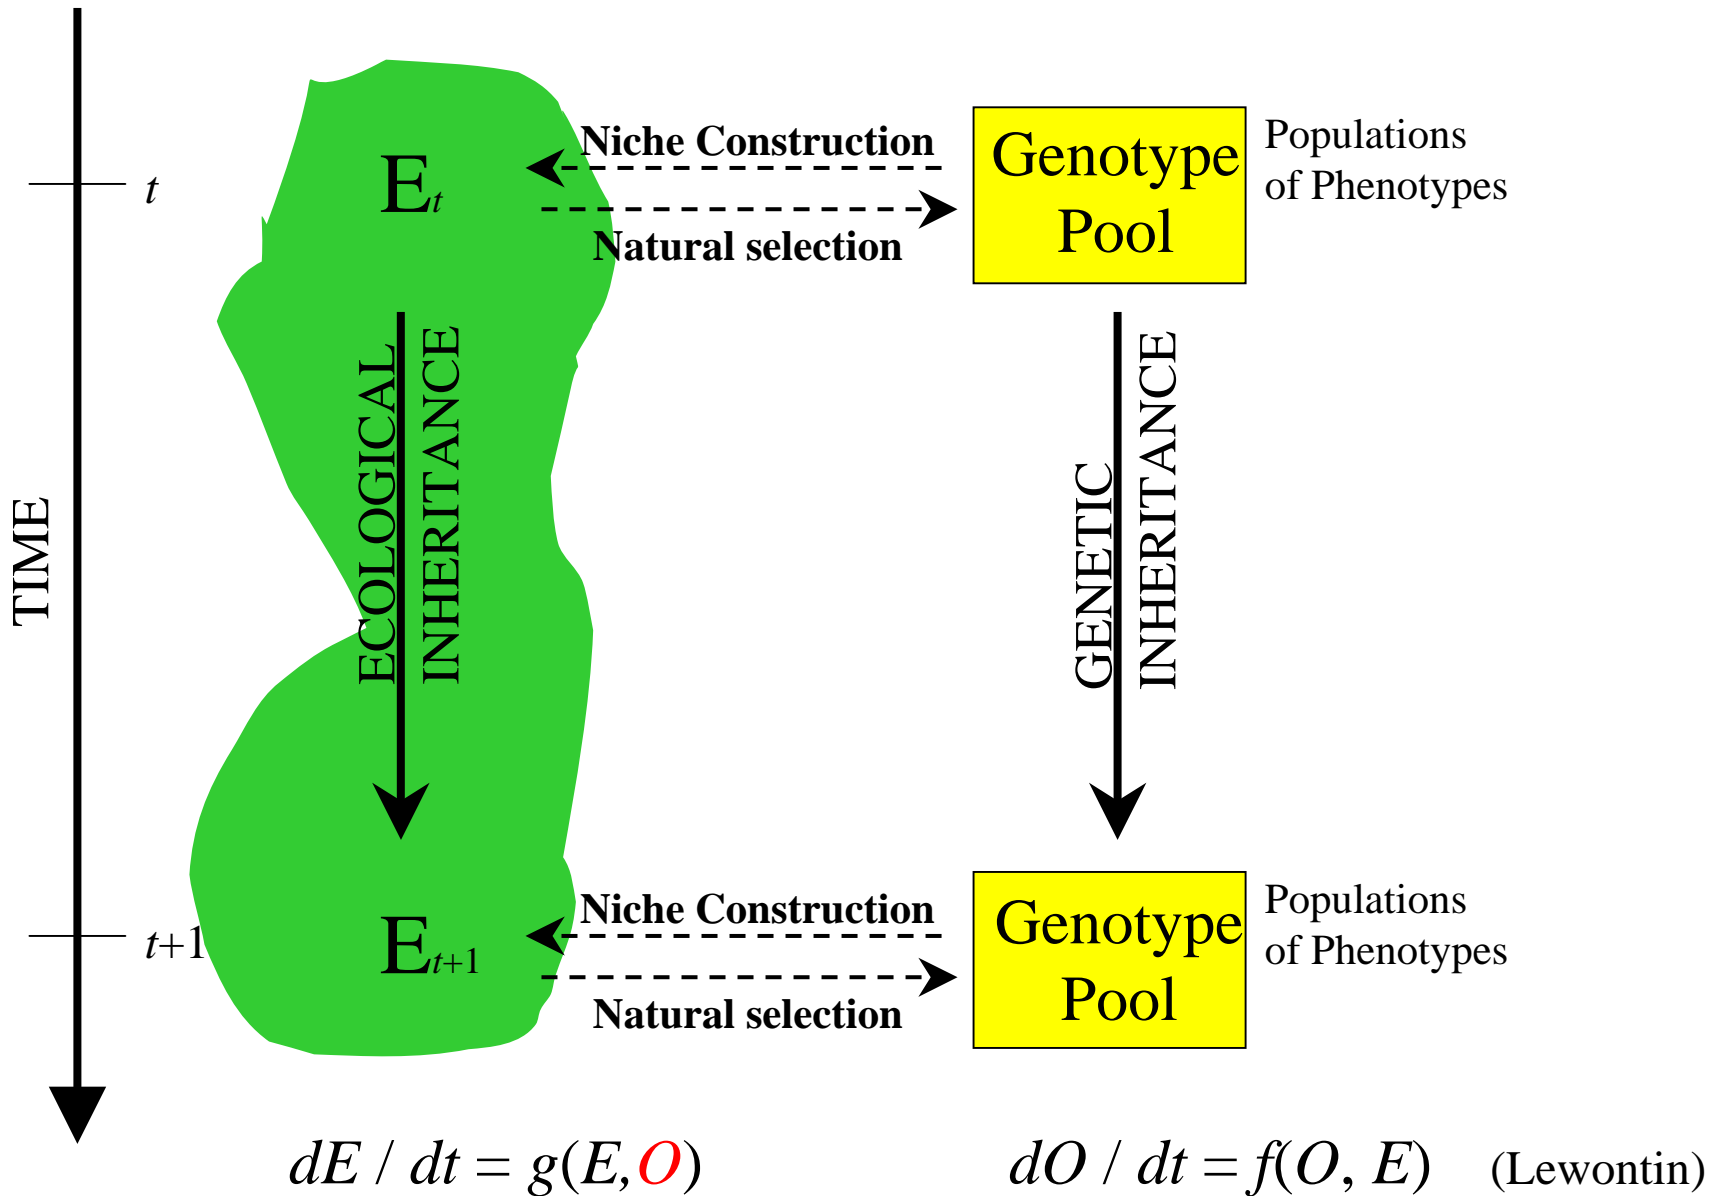 Niche Construction
Genotype
Pool
Populations
of Phenotypes
t
Et
Natural selection
TIME
ECOLOGICAL
INHERITANCE
GENETIC
INHERITANCE
Niche Construction
Genotype
Pool
Populations
of Phenotypes
t+1
Et+1
Natural selection
dE / dt = g(E,O)
dO / dt = f(O, E)
(Lewontin)